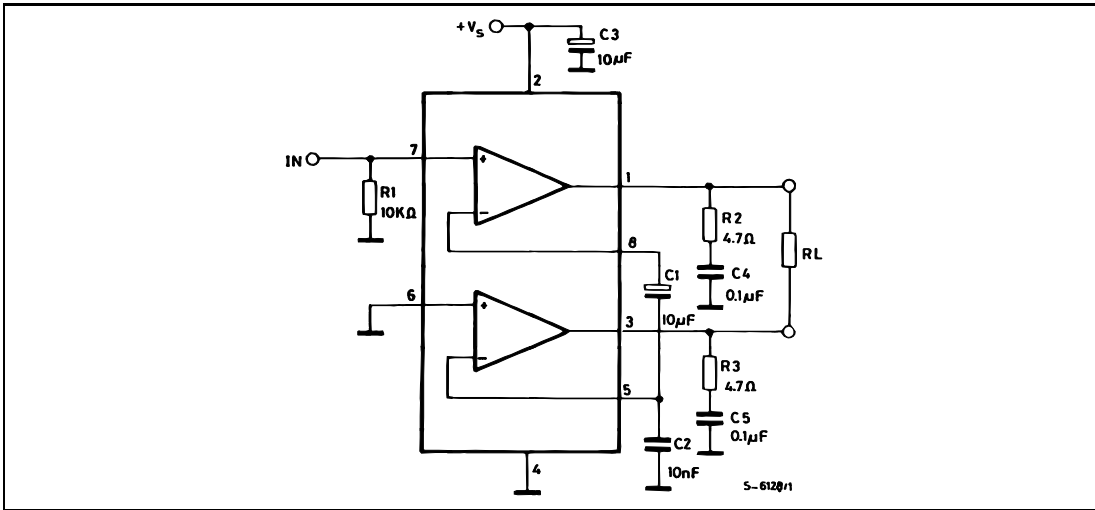 +Vs
C3
10µF
2
IN
7
R1
10KΩ
1
R2
4.7Ω
C4
0.1µF
RL
8
C1
10µF
6
3
R3
4.7Ω
C5
0.1µF
5
C2
10nF
4
S-6128/1
+
−
+
−